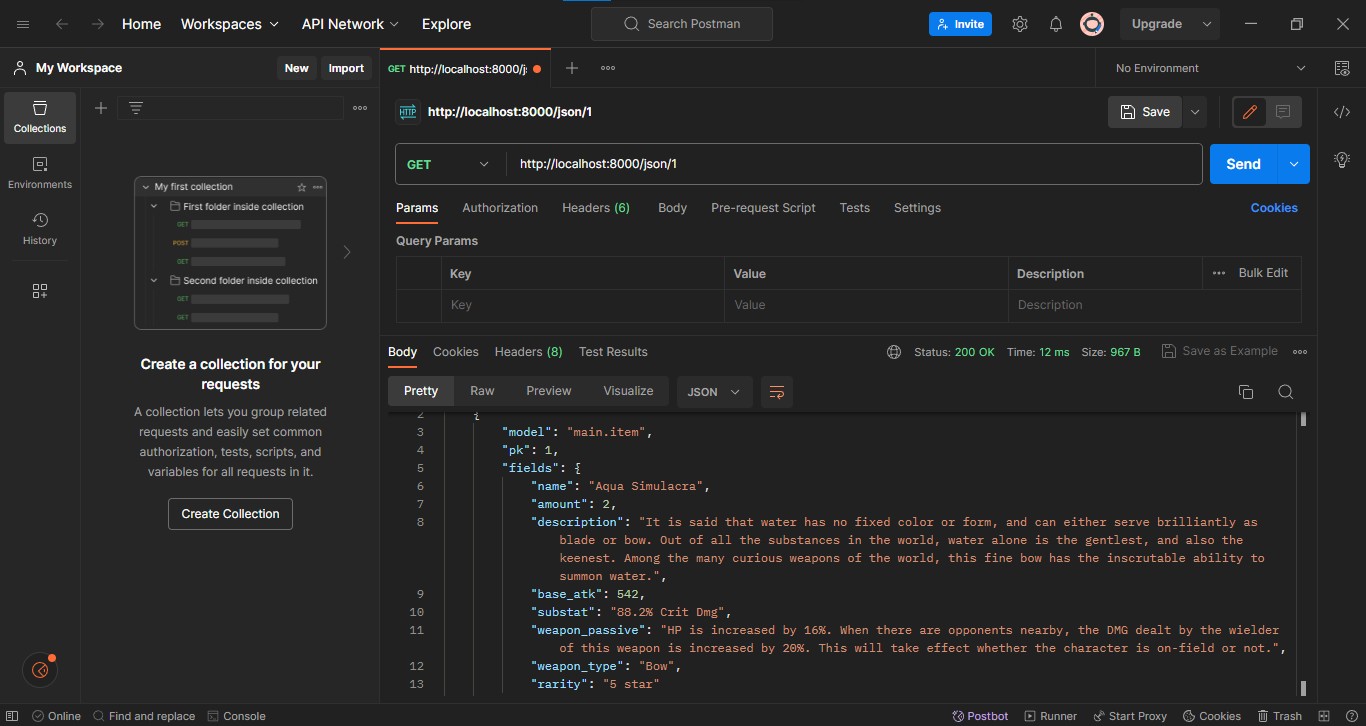 Home Workspaces API Network Explore Search Postman Invite Upgrade
My Workspace New Import GET http://localhost:8000/j No Environment
Collections
Environments
History
My first collection
First folder inside collection
GET
POST
GET
Second folder inside collection
GET
GET
Create a collection for your
requests
A collection lets you group related
requests and easily set common
authorization, tests, scripts, and
variables for all requests in it.
Create Collection
HTTP http://localhost:8000/json/1 Save
GET http://localhost:8000/json/1 Send
Params Authorization Headers (6) Body Pre-request Script Tests Settings Cookies
Query Params
Key Value Description Bulk Edit
Key Value Description
Body Cookies Headers (8) Test Results Status: 200 OK Time: 12 ms Size: 967 B Save as Example
Pretty Raw Preview Visualize JSON
2 {
3 "model": "main.item",
4 "pk": 1,
5 "fields": {
6 "name": "Aqua Simulacra",
7 "amount": 2,
8 "description": "It is said that water has no fixed color or form, and can either serve brilliantly as
blade or bow. Out of all the substances in the world, water alone is the gentlest, and also the
keenest. Among the many curious weapons of the world, this fine bow has the inscrutable ability to
summon water.",
9 "base_atk": 542,
10 "substat": "88.2% Crit Dmg",
11 "weapon_passive": "HP is increased by 16%. When there are opponents nearby, the DMG dealt by the wielder
of this weapon is increased by 20%. This will take effect whether the character is on-field or not.",
12 "weapon_type": "Bow",
13 "rarity": "5 star"
Online Find and replace Console Postbot Runner Start Proxy Cookies Trash